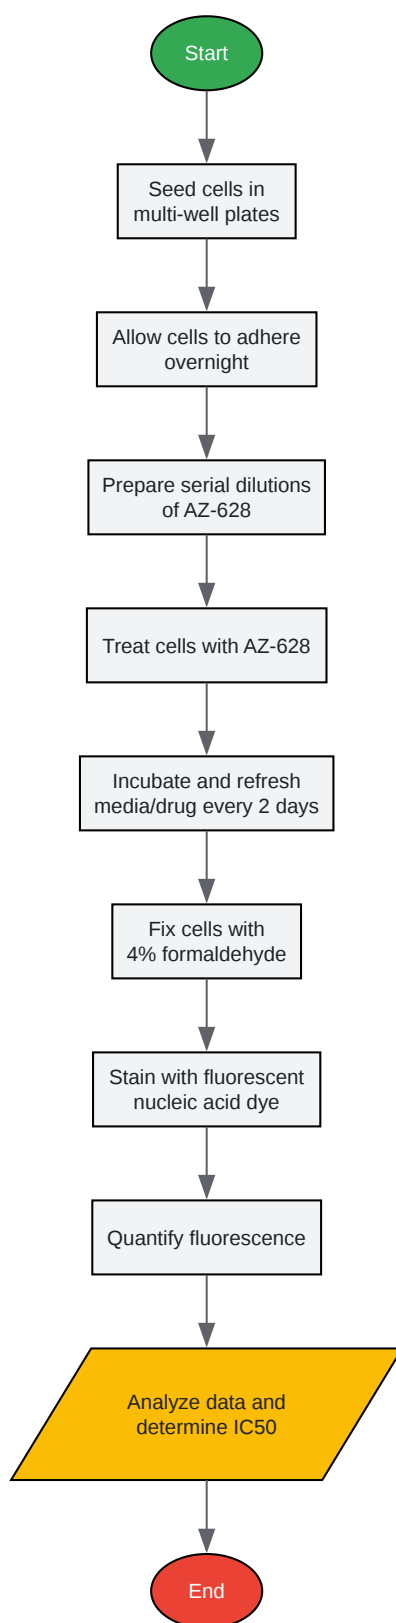 Start
Seed cells in
multi-well plates
Allow cells to adhere
overnight
Prepare serial dilutions
of AZ-628
Treat cells with AZ-628
Incubate and refresh
media/drug every 2 days
Fix cells with
4% formaldehyde
Stain with fluorescent
nucleic acid dye
Quantify fluorescence
Analyze data and
determine IC50
End